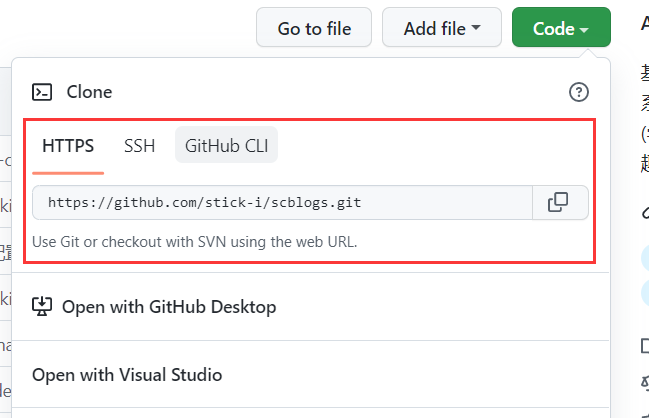 Go to file Add file Code
Clone
HTTPS SSH GitHub CLI
https://github.com/stick-i/scblogs.git
Use Git or checkout with SVN using the web URL.
Open with GitHub Desktop
Open with Visual Studio